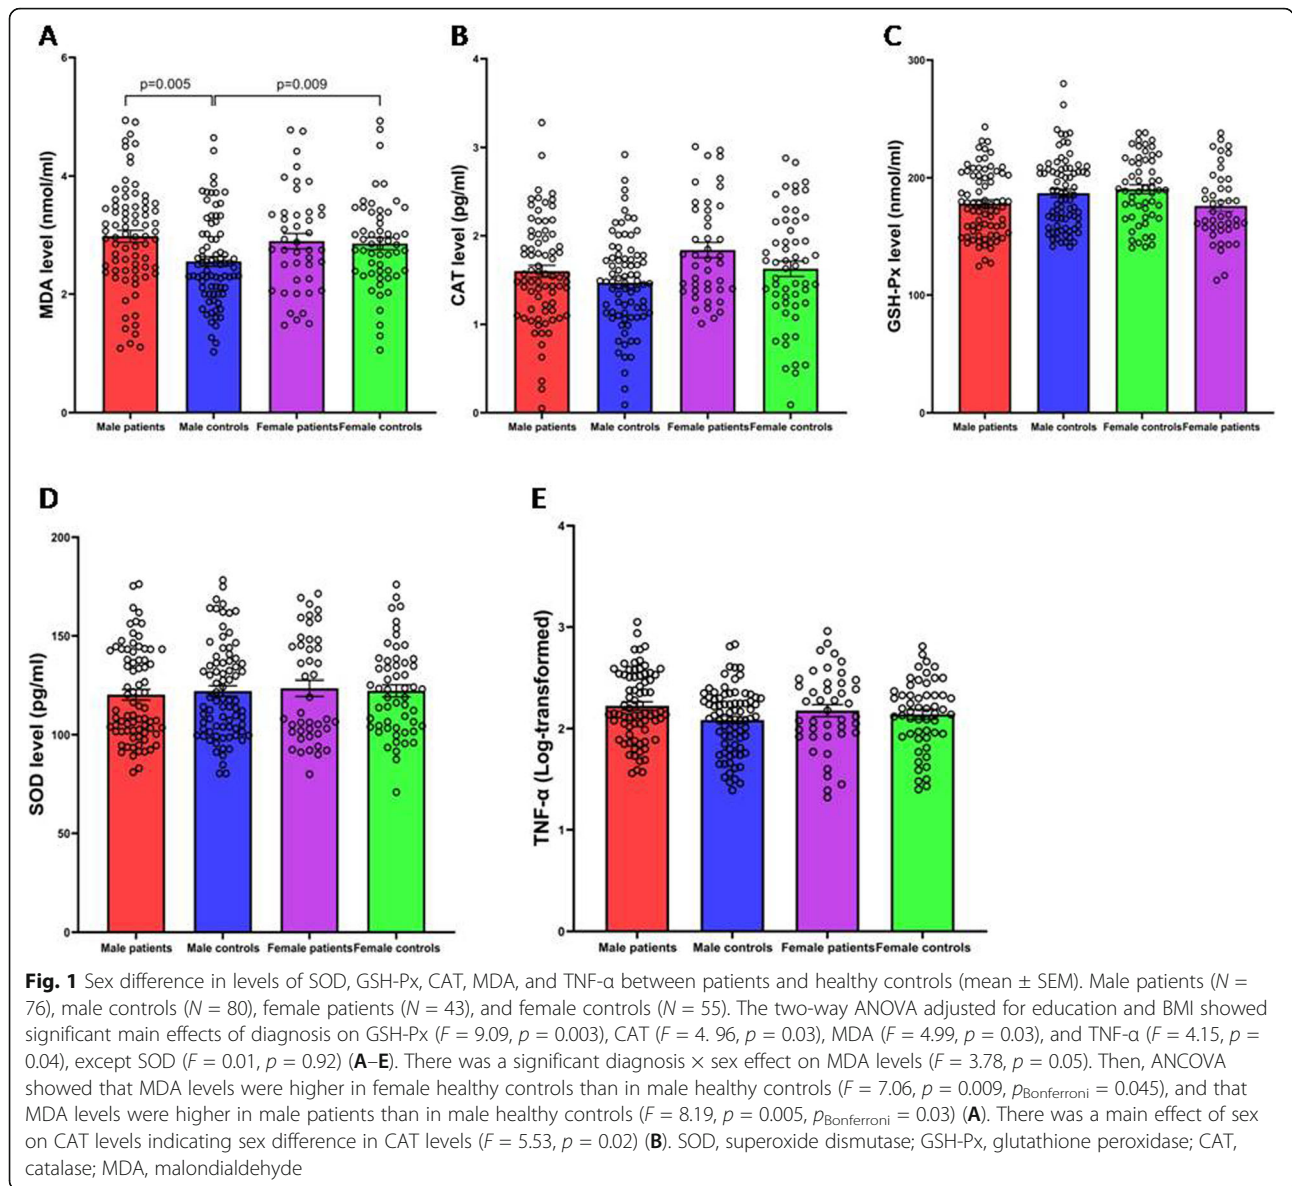 A
B
C
MDA level (nmol/ml)
6
4
2
0
p=0.005
p=0.009
Male patients Male controls Female patients Female controls
CAT level (pg/ml)
4
3
2
1
0
Male patients Male controls Female patients Female controls
GSH-Px level (nmol/ml)
300
200
100
0
Male patients Male controls Female controls Female patients
D
E
SOD level (pg/ml)
200
150
100
50
0
Male patients Male controls Female patients Female controls
TNF-α (Log-transformed)
4
3
2
1
0
Male patients Male controls Female patients Female controls
Fig. 1 Sex difference in levels of SOD, GSH-Px, CAT, MDA, and TNF-α between patients and healthy controls (mean ± SEM). Male patients (N =
76), male controls (N = 80), female patients (N = 43), and female controls (N = 55). The two-way ANOVA adjusted for education and BMI showed
significant main effects of diagnosis on GSH-Px (F = 9.09, p = 0.003), CAT (F = 4. 96, p = 0.03), MDA (F = 4.99, p = 0.03), and TNF-α (F = 4.15, p =
0.04), except SOD (F = 0.01, p = 0.92) (A–E). There was a significant diagnosis × sex effect on MDA levels (F = 3.78, p = 0.05). Then, ANCOVA
showed that MDA levels were higher in female healthy controls than in male healthy controls (F = 7.06, p = 0.009, pBonferroni = 0.045), and that
MDA levels were higher in male patients than in male healthy controls (F = 8.19, p = 0.005, pBonferroni = 0.03) (A). There was a main effect of sex
on CAT levels indicating sex difference in CAT levels (F = 5.53, p = 0.02) (B). SOD, superoxide dismutase; GSH-Px, glutathione peroxidase; CAT,
catalase; MDA, malondialdehyde